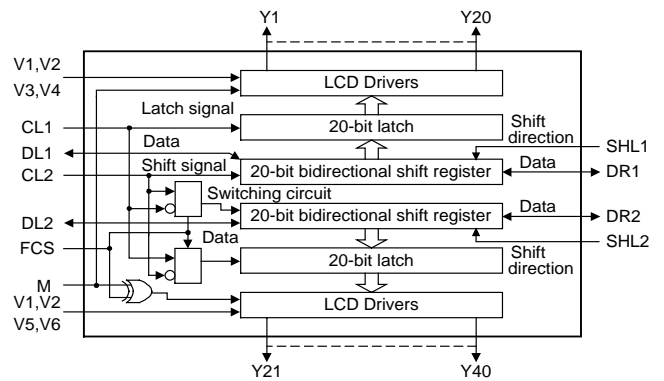 Y1 Y20
V1,V2
V3,V4
LCD Drivers
Latch signal
CL1
20-bit latch
Shift
direction
SHL1
Data
DL1
20-bit bidirectional shift register
Data
DR1
Shift signal
CL2
Switching circuit
20-bit bidirectional shift register
Data
DR2
DL2
Data
SHL2
FCS
20-bit latch
Shift
direction
M
V1,V2
LCD Drivers
V5,V6
Y21 Y40